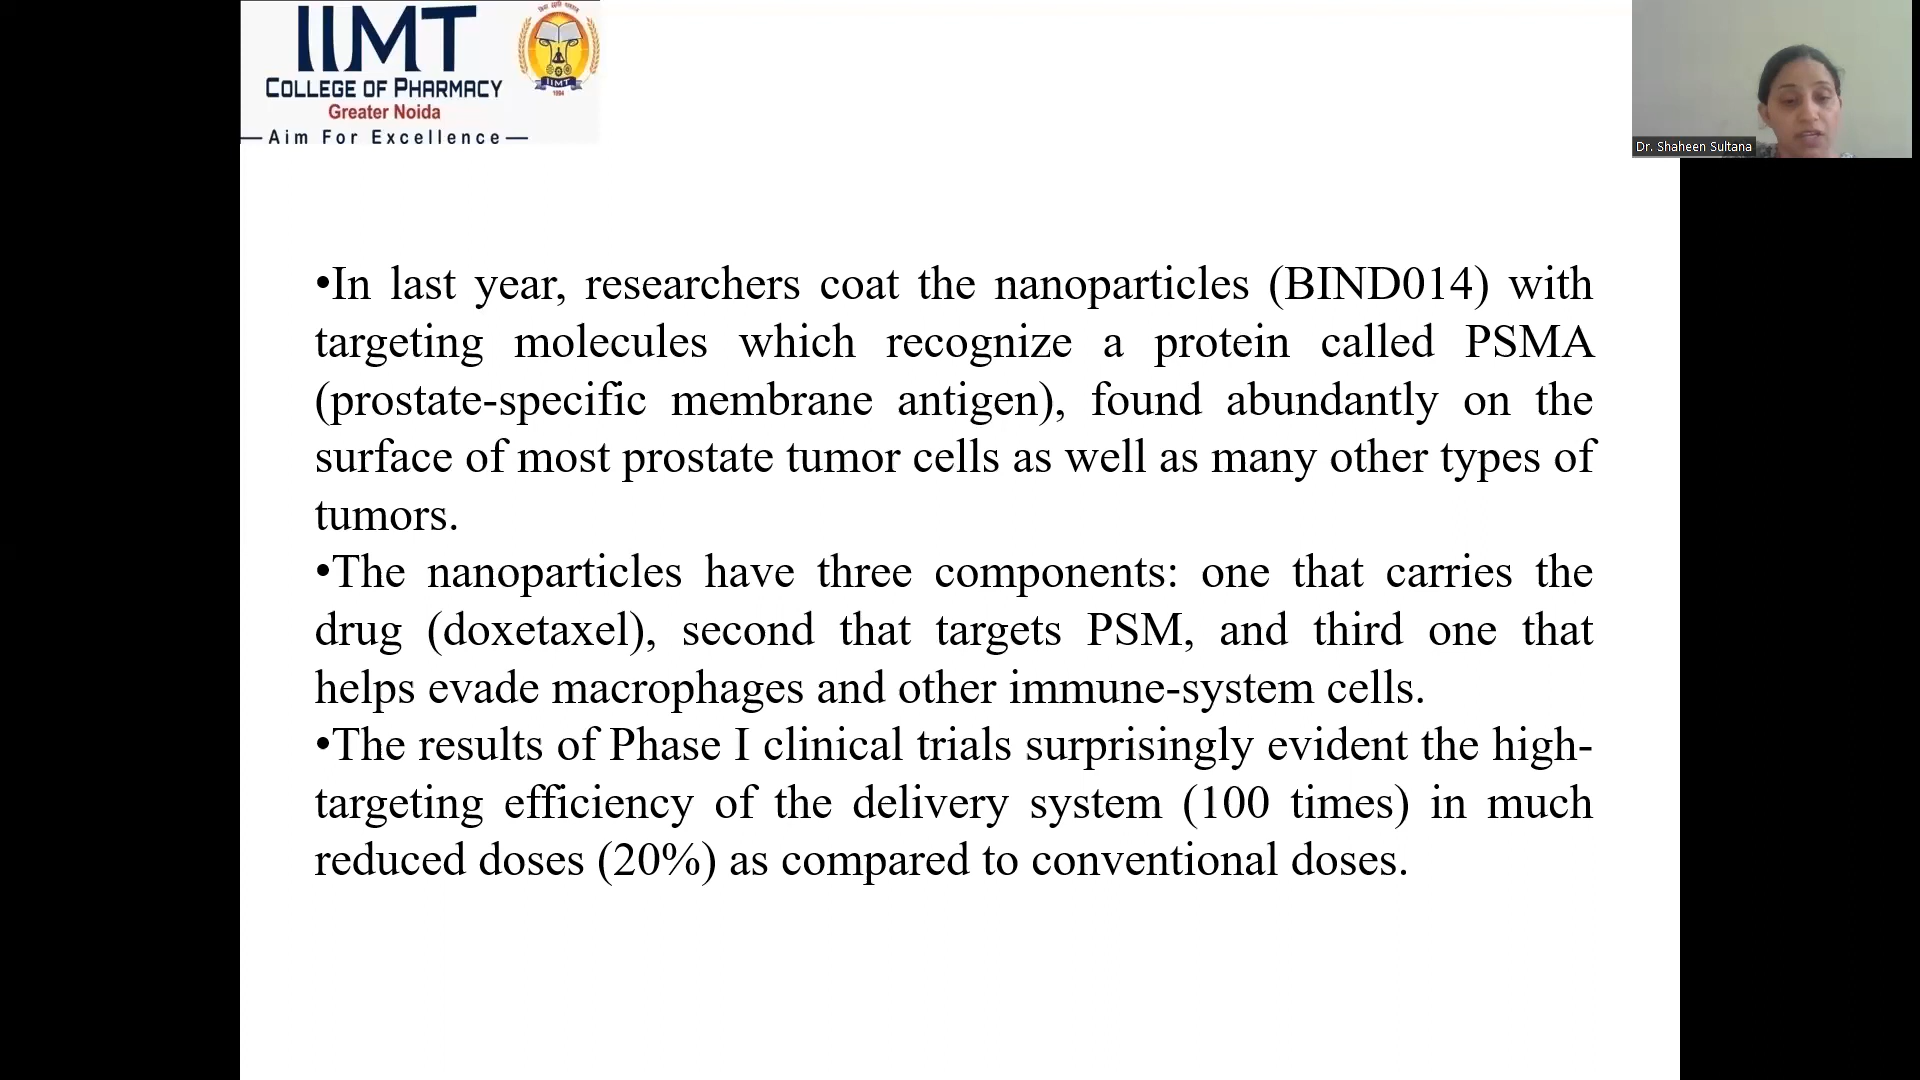 IIMT
COLLEGE OF PHARMACY
Greater Noida
—Aim For Excellence—
IIMT
1994
Dr. Shaheen Sultana
•In last year, researchers coat the nanoparticles (BIND014) with
targeting molecules which recognize a protein called PSMA
(prostate-specific membrane antigen), found abundantly on the
surface of most prostate tumor cells as well as many other types of
tumors.
•The nanoparticles have three components: one that carries the
drug (doxetaxel), second that targets PSM, and third one that
helps evade macrophages and other immune-system cells.
•The results of Phase I clinical trials surprisingly evident the high-
targeting efficiency of the delivery system (100 times) in much
reduced doses (20%) as compared to conventional doses.